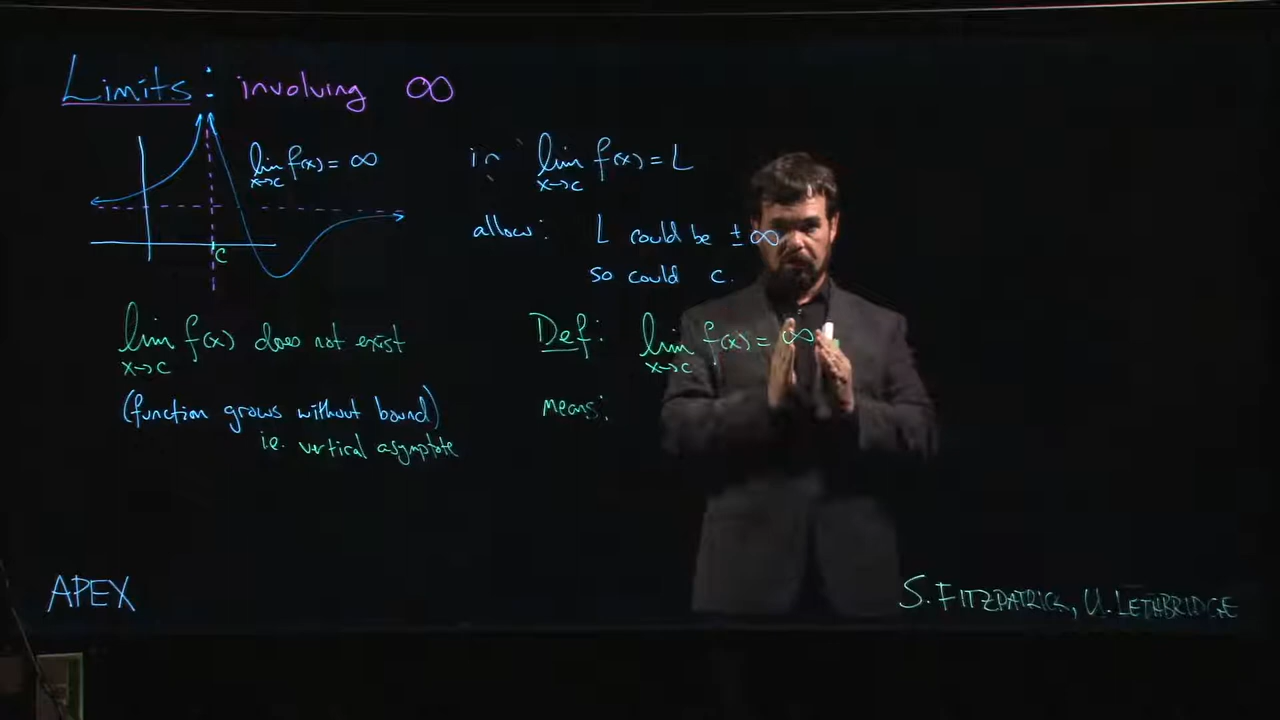 Limits: involving ∞
lim f(x) = ∞
x→c
c
lim f(x) does not exist
x→c
(function grows without bound)
i.e. vertical asymptote
in lim f(x) = L
x→c
allow: L could be ± ∞
so could c.
Def: lim f(x) = ∞
x→c
means:
APEX
S. FITZPATRICK, U. LETHBRIDGE